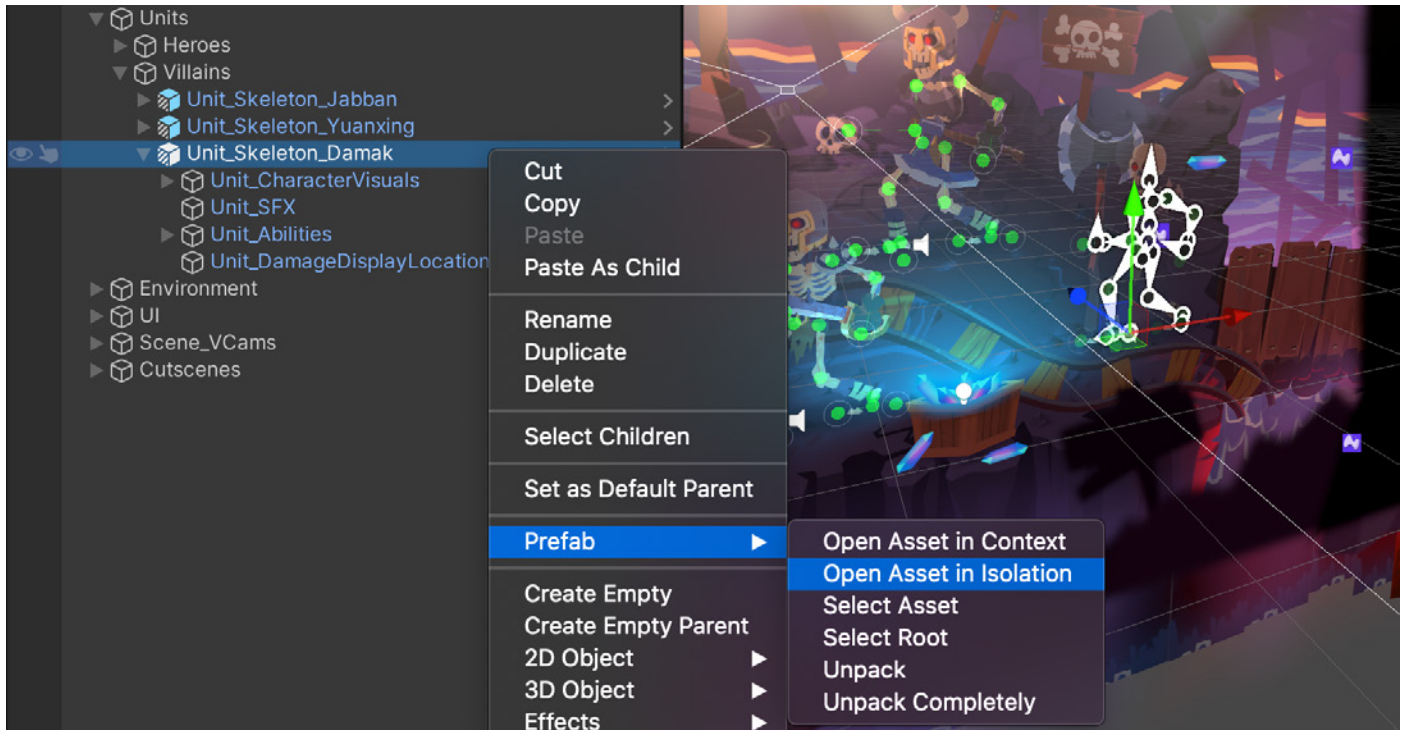 Units
Heroes
Villains
Unit_Skeleton_Jabban
Unit_Skeleton_Yuanxing
Unit_Skeleton_Damak
Unit_CharacterVisuals
Unit_SFX
Unit_Abilities
Unit_DamageDisplayLocation
Environment
UI
Scene_VCams
Cutscenes
Cut
Copy
Paste
Paste As Child
Rename
Duplicate
Delete
Select Children
Set as Default Parent
Prefab
Create Empty
Create Empty Parent
2D Object
3D Object
Effects
Open Asset in Context
Open Asset in Isolation
Select Asset
Select Root
Unpack
Unpack Completely